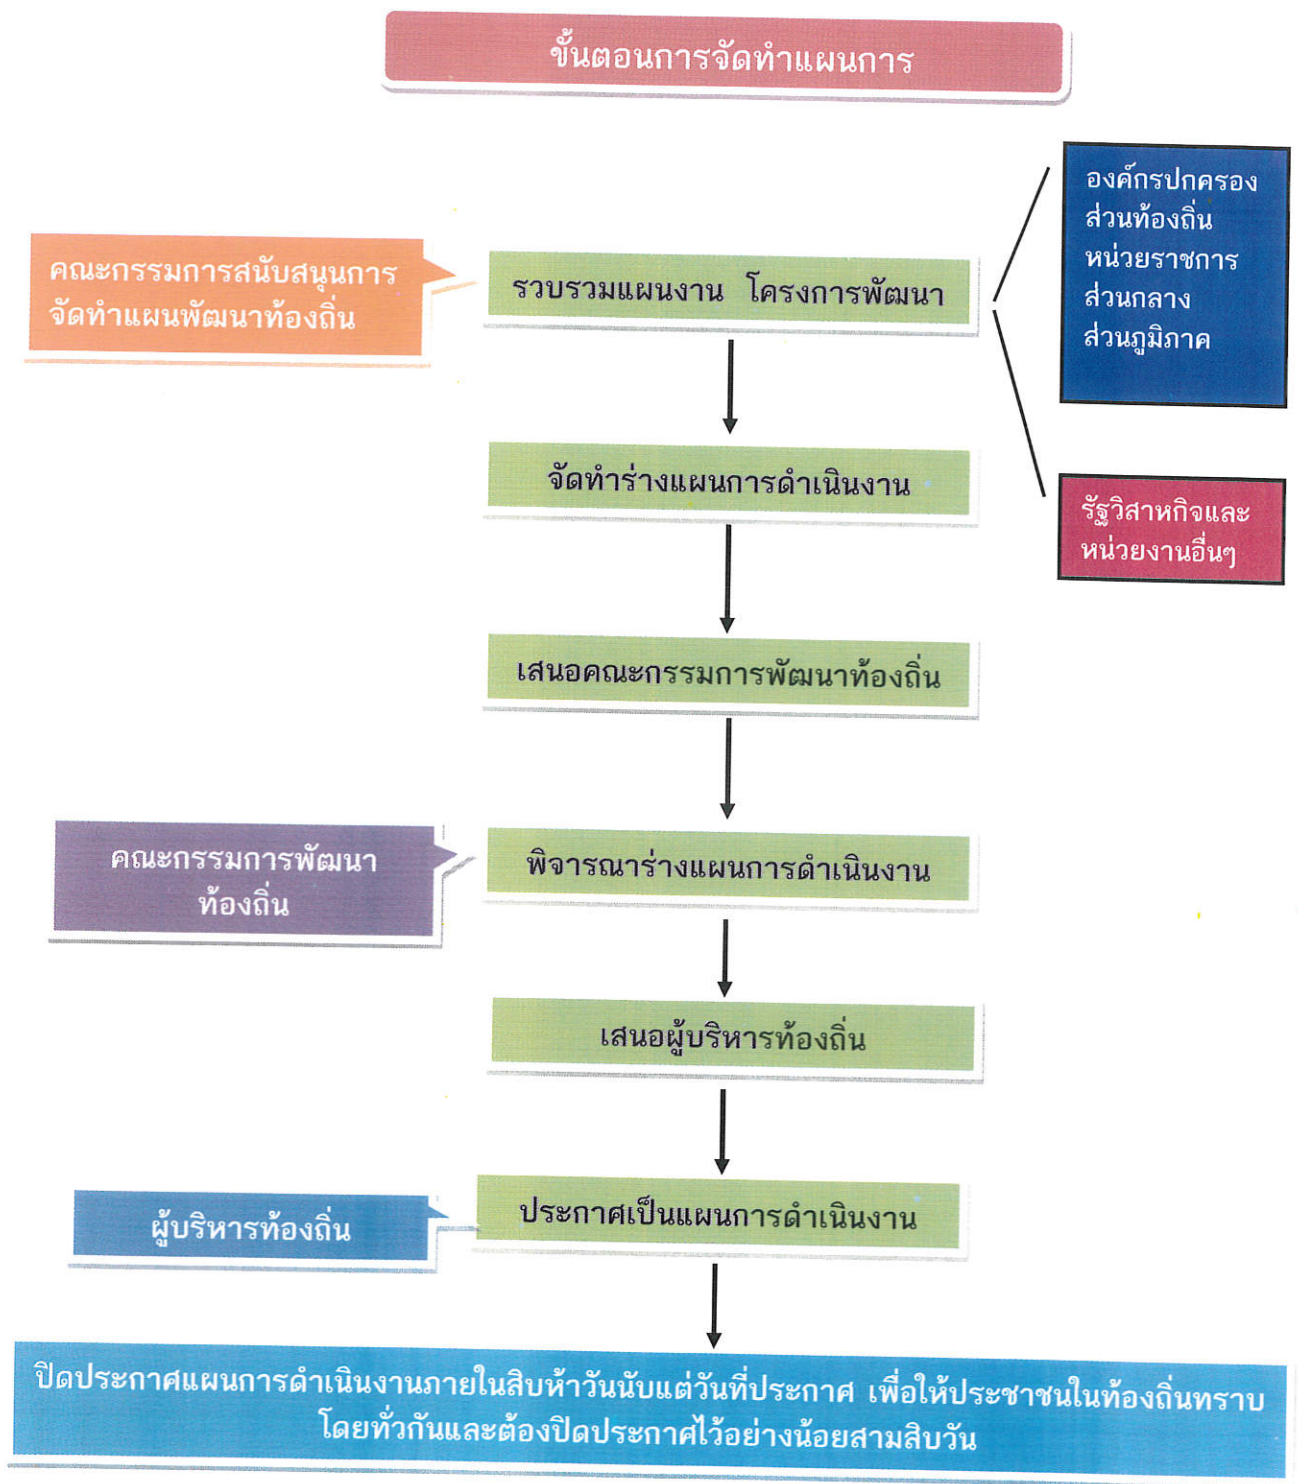 ขั้นตอนการจัดทำแผนการ
องค์กรปกครอง
ส่วนท้องถิ่น
หน่วยราชการ
ส่วนกลาง
ส่วนภูมิภาค
คณะกรรมการสนับสนุนการ
จัดทำแผนพัฒนาท้องถิ่น
รวบรวมแผนงาน โครงการพัฒนา
จัดทำร่างแผนการดำเนินงาน
รัฐวิสาหกิจและ
หน่วยงานอื่นๆ
เสนอคณะกรรมการพัฒนาท้องถิ่น
คณะกรรมการพัฒนา
ท้องถิ่น
พิจารณาร่างแผนการดำเนินงาน
เสนอผู้บริหารท้องถิ่น
ผู้บริหารท้องถิ่น
ประกาศเป็นแผนการดำเนินงาน
ปิดประกาศแผนการดำเนินงานภายในสิบห้าวันนับแต่วันที่ประกาศ เพื่อให้ประชาชนในท้องถิ่นทราบ
โดยทั่วกันและต้องปิดประกาศไว้อย่างน้อยสามสิบวัน